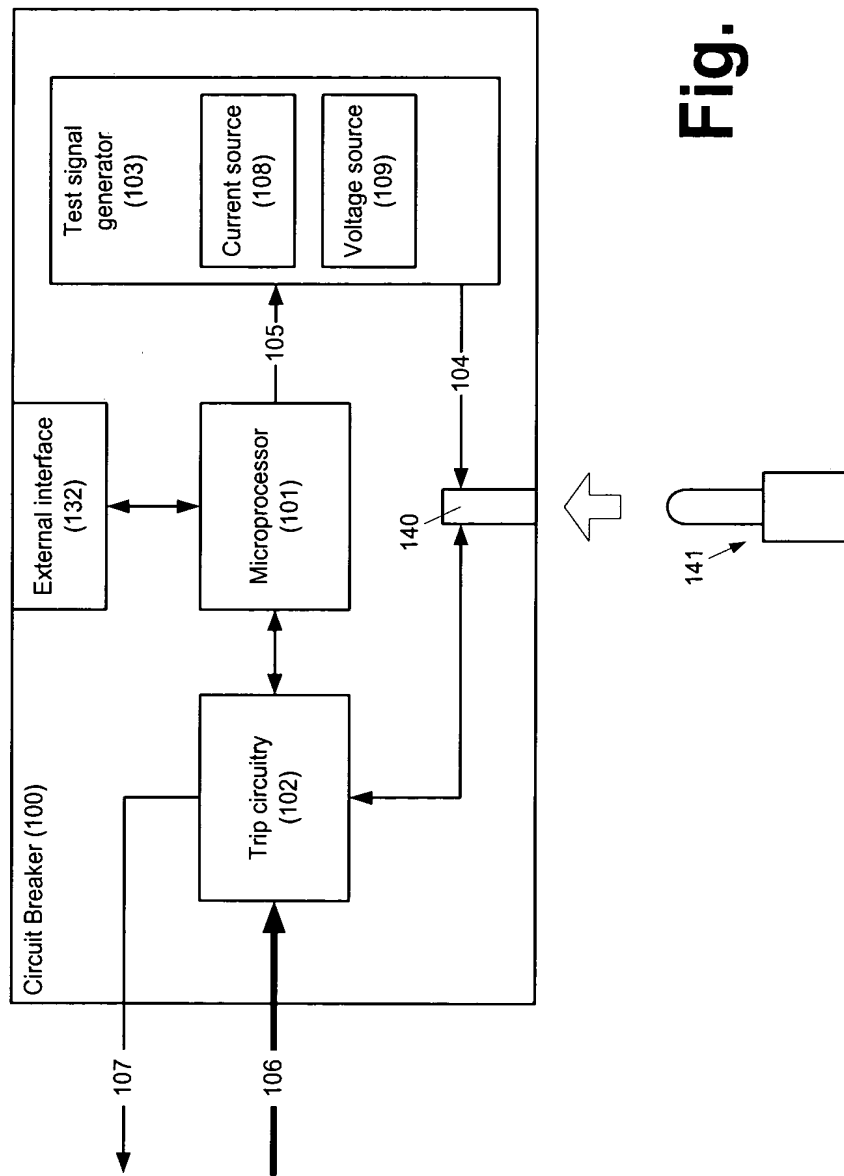 Circuit Breaker (100)
External interface
(132)
Test signal
generator
(103)
Current source
(108)
Voltage source
(109)
Microprocessor
(101)
Trip circuitry
(102)
105
104
107
106
140
141
Fig.